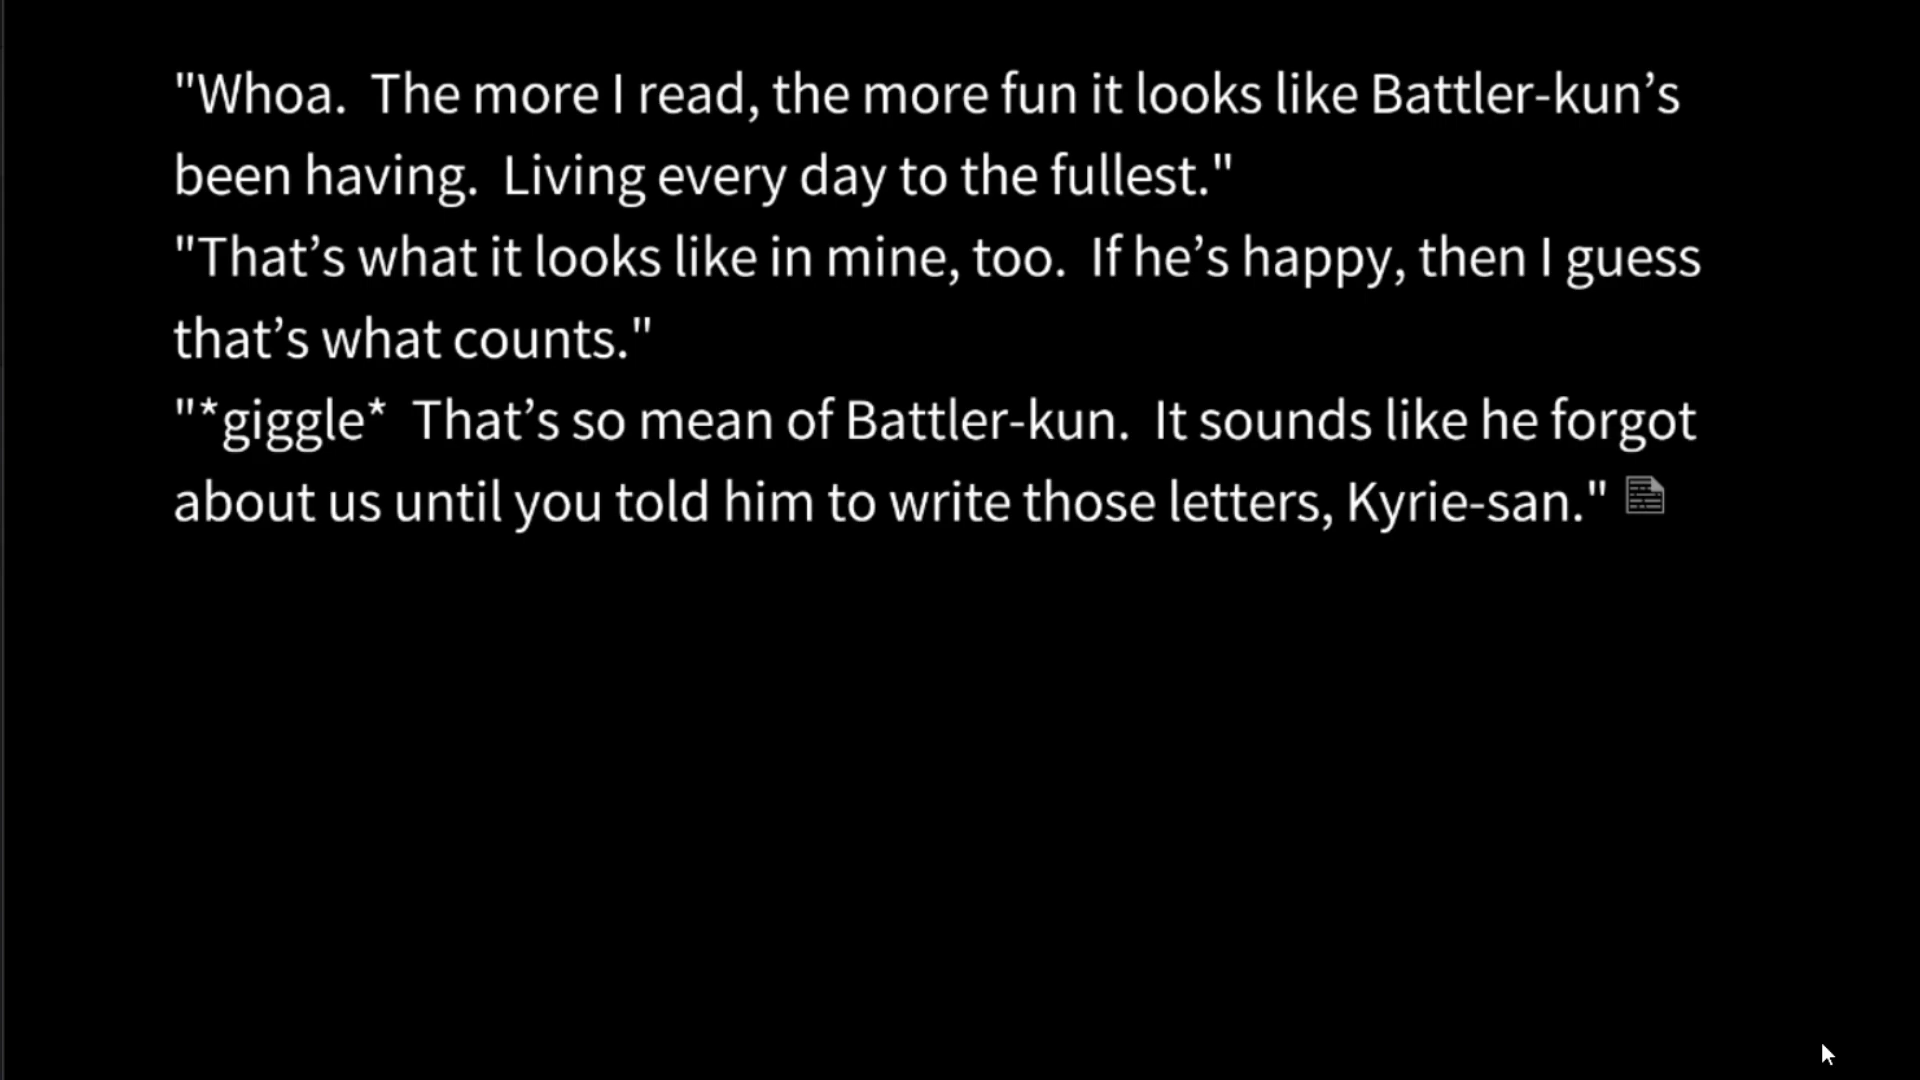 "Whoa.  The more I read, the more fun it looks like Battler-kun’s
been having.  Living every day to the fullest."
"That’s what it looks like in mine, too.  If he’s happy, then I guess
that’s what counts."
"*giggle*  That’s so mean of Battler-kun.  It sounds like he forgot
about us until you told him to write those letters, Kyrie-san."